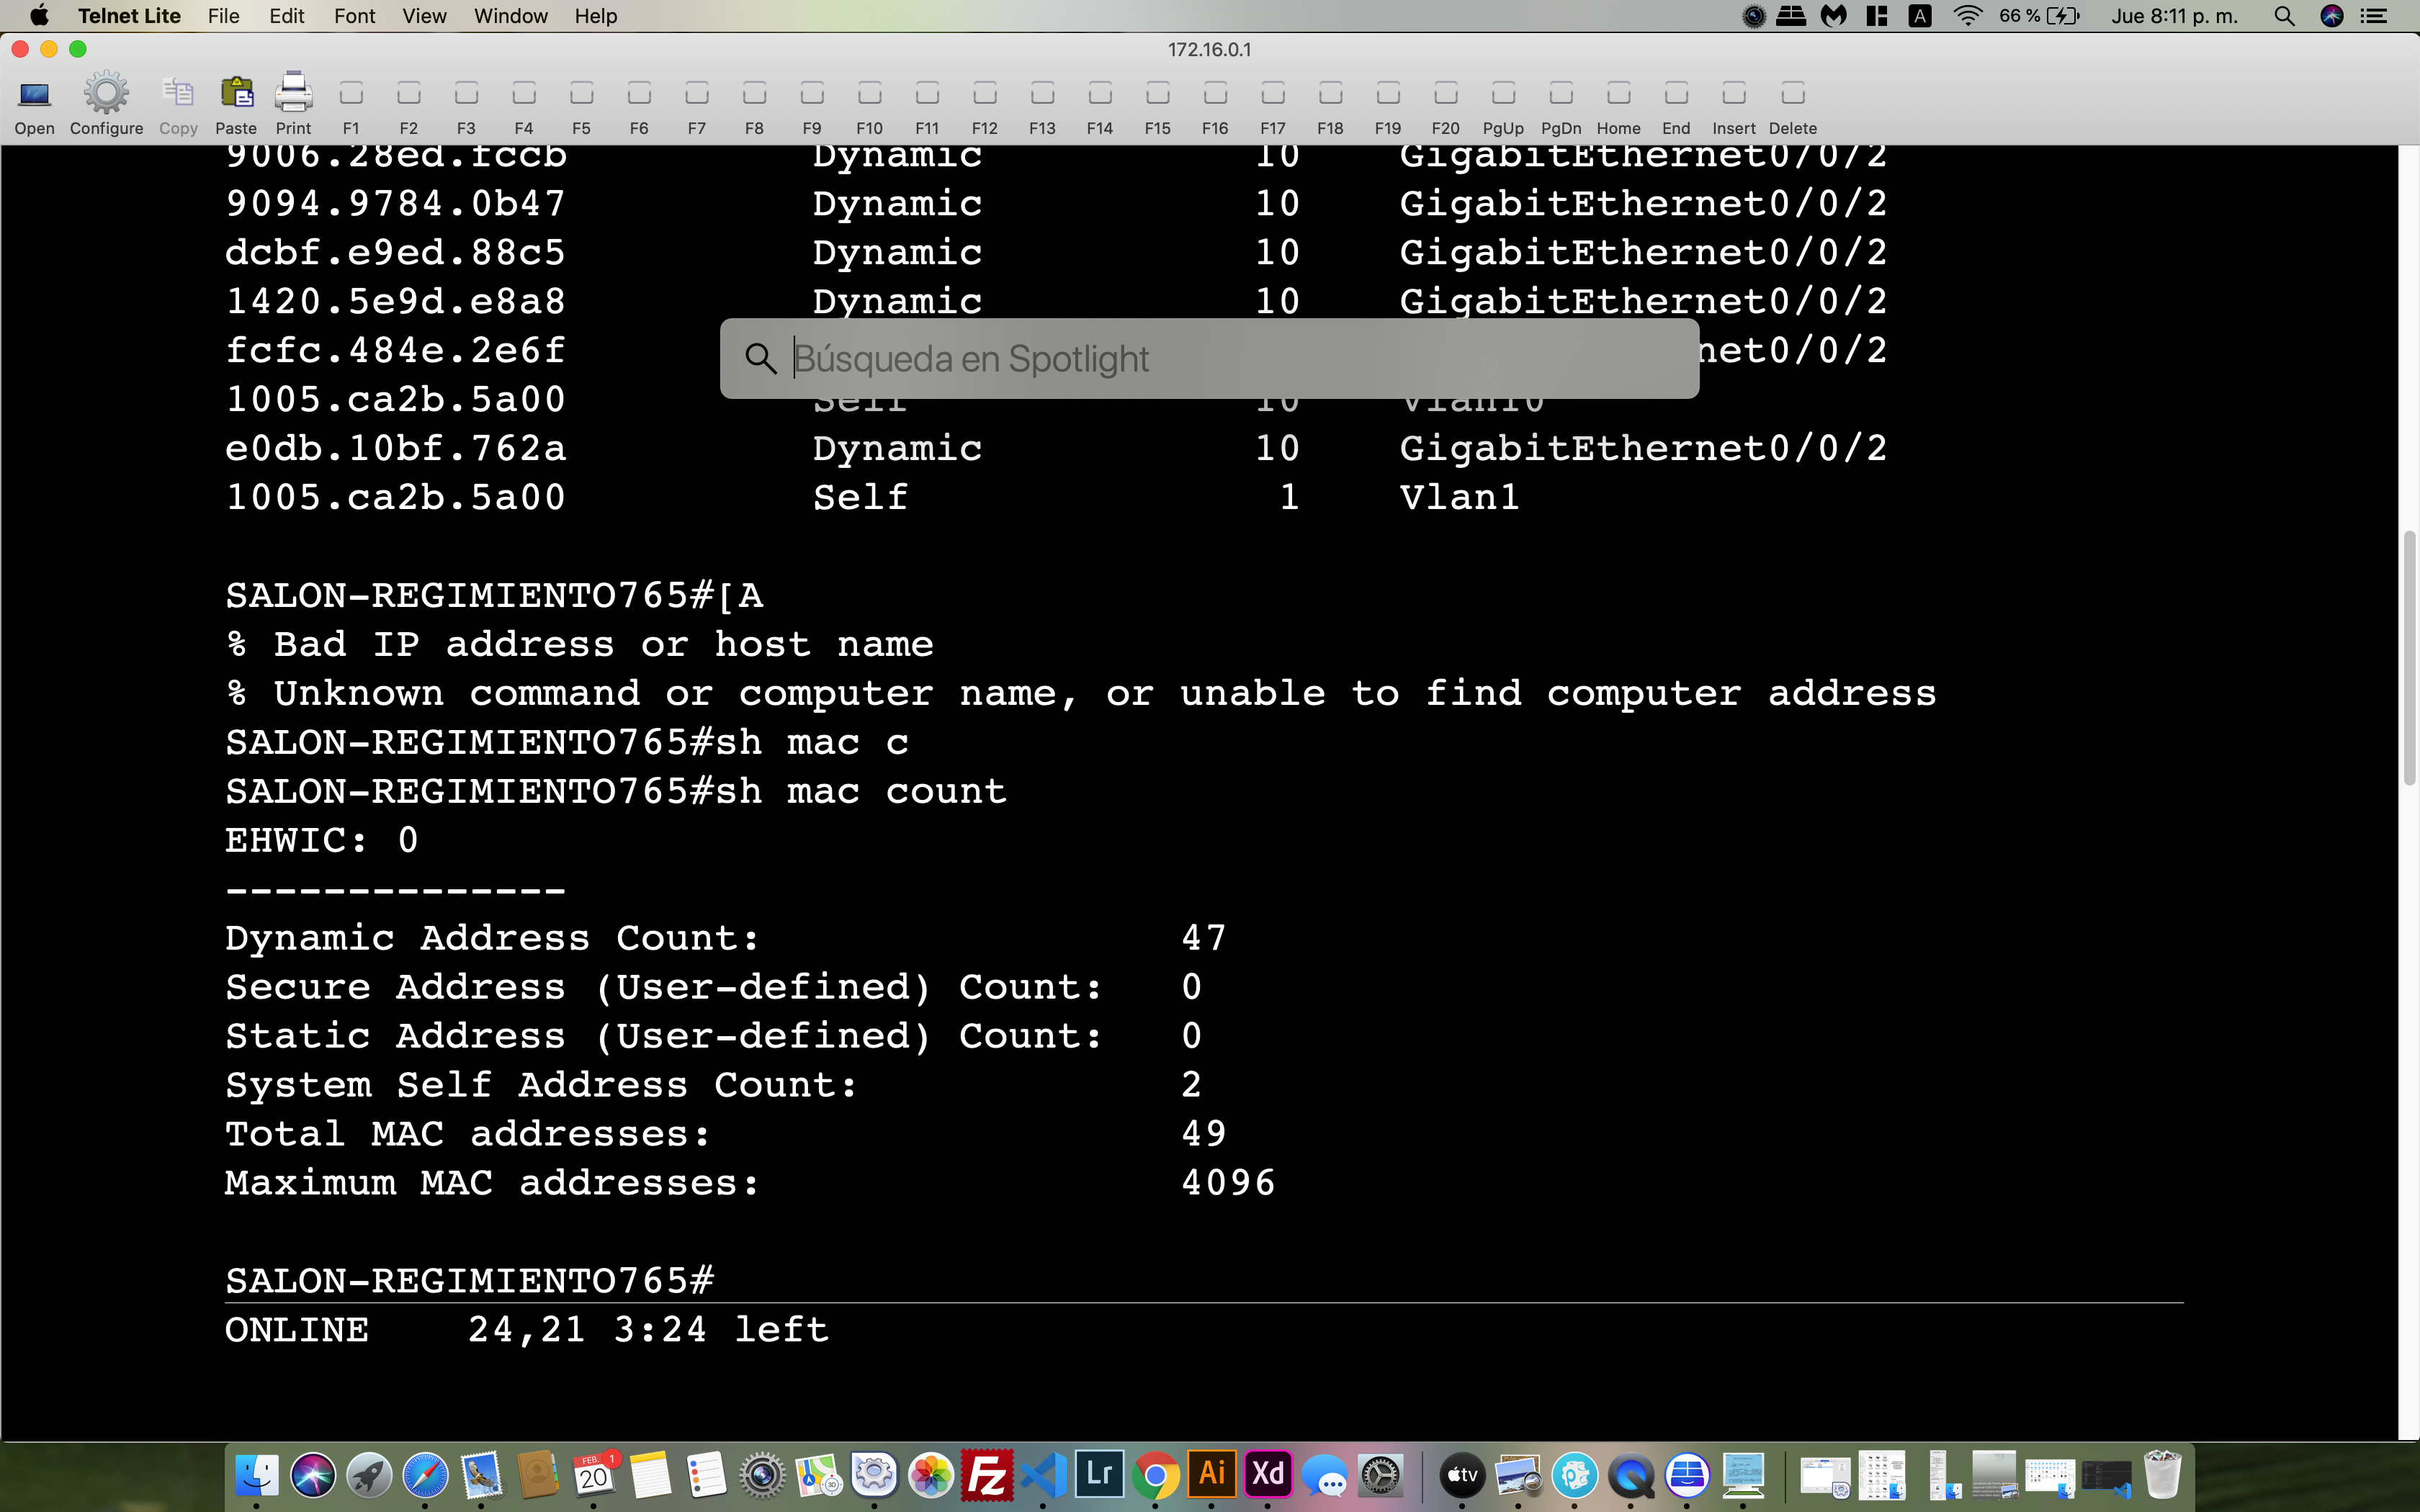 Telnet Lite File Edit Font View Window Help A 66 % Jue 8:11 p. m.
172.16.0.1
Open Configure Copy Paste Print F1 F2 F3 F4 F5 F6 F7 F8 F9 F10 F11 F12 F13 F14 F15 F16 F17 F18 F19 F20 PgUp PgDn Home End Insert Delete
9006.28ed.fccb Dynamic 10 GigabitEthernet0/0/2
9094.9784.0b47 Dynamic 10 GigabitEthernet0/0/2
dcbf.e9ed.88c5 Dynamic 10 GigabitEthernet0/0/2
1420.5e9d.e8a8 Dynamic 10 GigabitEthernet0/0/2
fcfc.484e.2e6f net0/0/2
Búsqueda en Spotlight
1005.ca2b.5a00 Self 10 Vlan10
e0db.10bf.762a Dynamic 10 GigabitEthernet0/0/2
1005.ca2b.5a00 Self 1 Vlan1
SALON-REGIMIENTO765#[A
% Bad IP address or host name
% Unknown command or computer name, or unable to find computer address
SALON-REGIMIENTO765#sh mac c
SALON-REGIMIENTO765#sh mac count
EHWIC: 0
--------------
Dynamic Address Count: 47
Secure Address (User-defined) Count: 0
Static Address (User-defined) Count: 0
System Self Address Count: 2
Total MAC addresses: 49
Maximum MAC addresses: 4096
SALON-REGIMIENTO765#
ONLINE 24,21 3:24 left
FEB. 20 1 3D Fz Lr Ai Xd tv